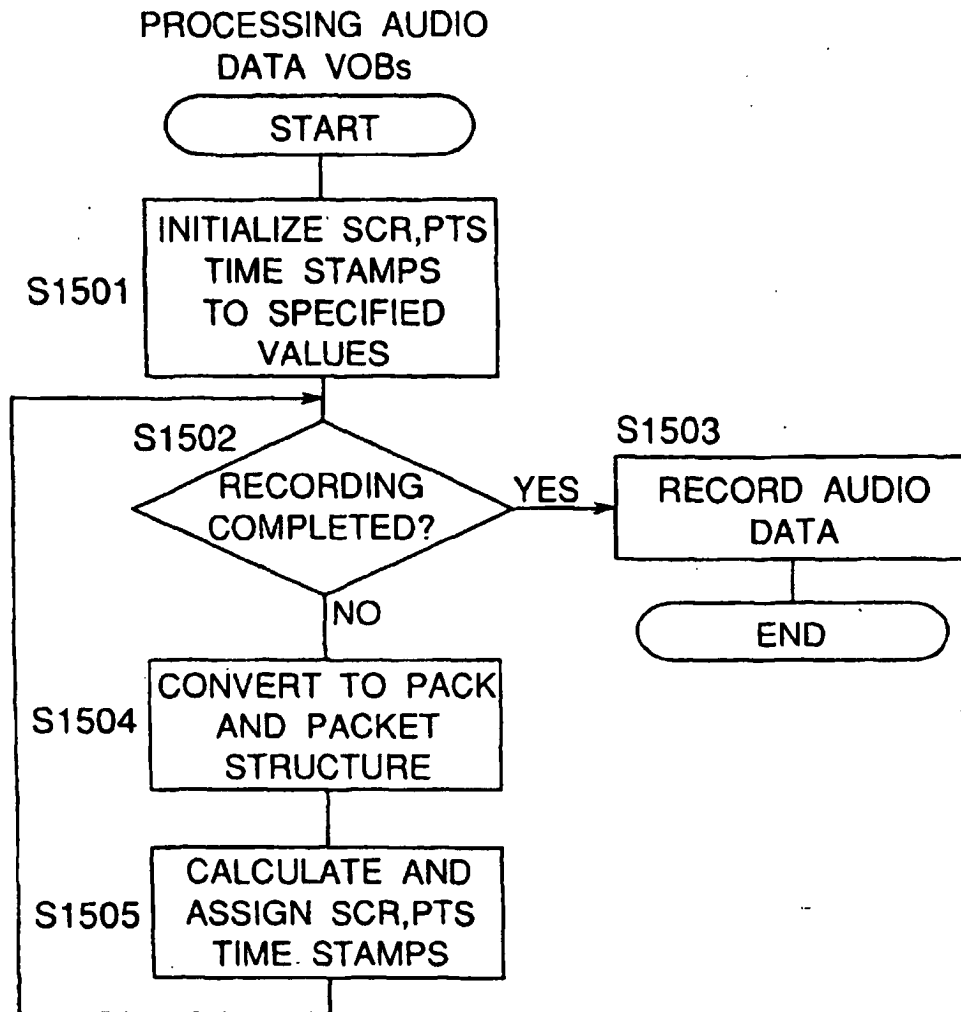 PROCESSING AUDIO
DATA VOBs
START
S1501
INITIALIZE SCR,PTS
TIME STAMPS
TO SPECIFIED
VALUES
S1502
RECORDING
COMPLETED?
YES
S1503
RECORD AUDIO
DATA
END
NO
S1504
CONVERT TO PACK
AND PACKET
STRUCTURE
S1505
CALCULATE AND
ASSIGN SCR,PTS
TIME STAMPS